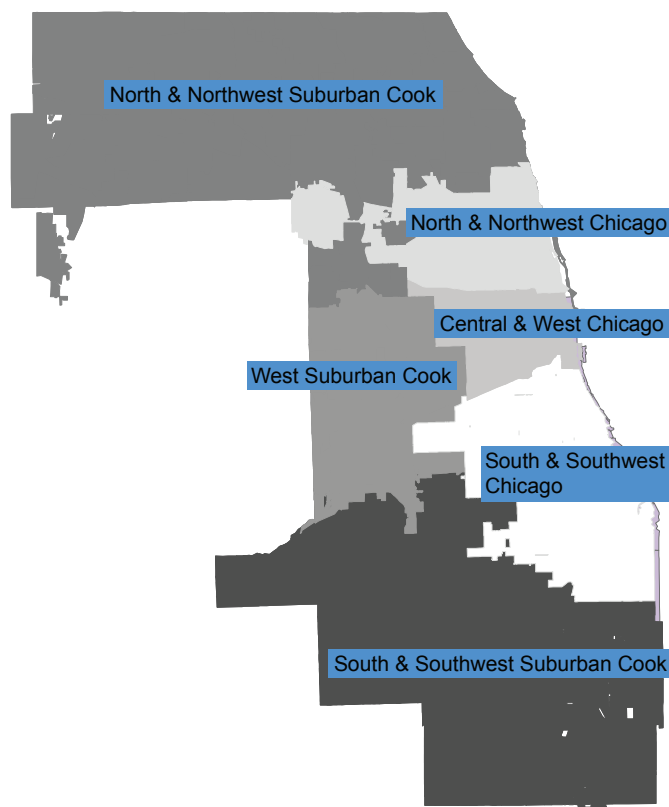 North & Northwest Suburban Cook
North & Northwest Chicago
Central & West Chicago
West Suburban Cook
South & Southwest
Chicago
South & Southwest Suburban Cook